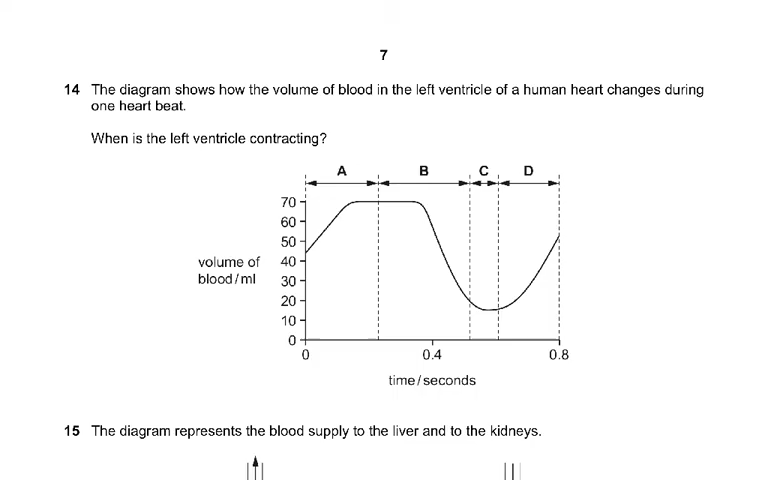 7
14 The diagram shows how the volume of blood in the left ventricle of a human heart changes during
one heart beat.
When is the left ventricle contracting?
A B C D
70
60
50
volume of
blood / ml
40
30
20
10
0
0 0.4 0.8
time / seconds
15 The diagram represents the blood supply to the liver and to the kidneys.